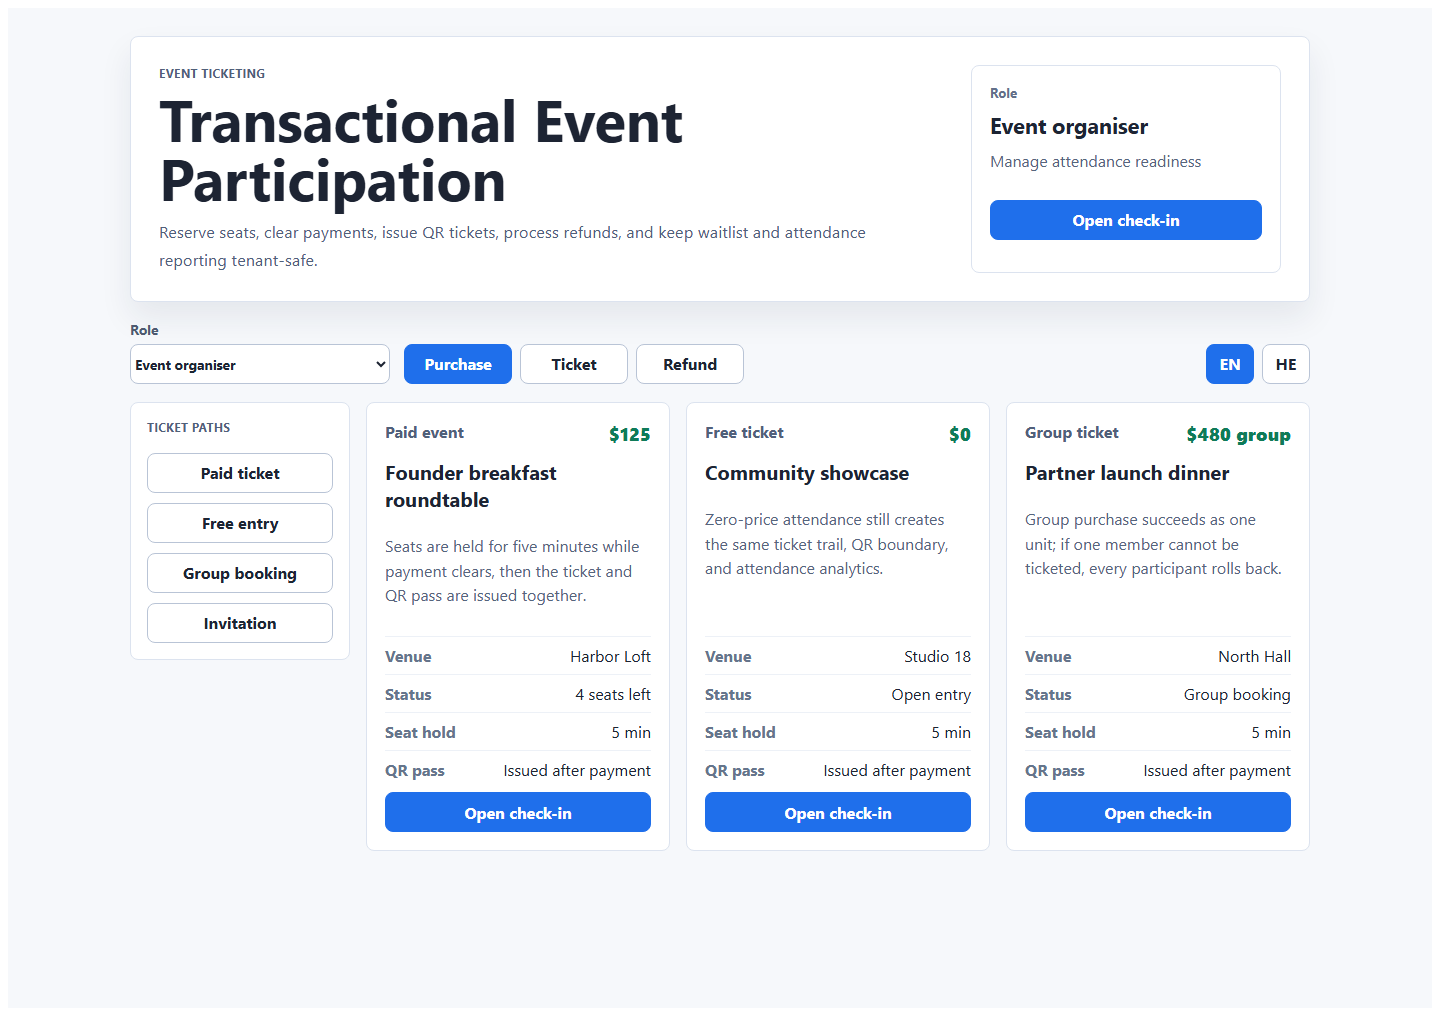 EVENT TICKETING
Transactional Event
Participation
Reserve seats, clear payments, issue QR tickets, process refunds, and keep waitlist and attendance
reporting tenant-safe.
Role
Event organiser
Manage attendance readiness
Open check-in
Role
Event organiser
Purchase
Ticket
Refund
EN
HE
TICKET PATHS
Paid ticket
Free entry
Group booking
Invitation
Paid event
$125
Founder breakfast
roundtable
Seats are held for five minutes while
payment clears, then the ticket and
QR pass are issued together.
Venue
Harbor Loft
Status
4 seats left
Seat hold
5 min
QR pass
Issued after payment
Open check-in
Free ticket
$0
Community showcase
Zero-price attendance still creates
the same ticket trail, QR boundary,
and attendance analytics.
Venue
Studio 18
Status
Open entry
Seat hold
5 min
QR pass
Issued after payment
Open check-in
Group ticket
$480 group
Partner launch dinner
Group purchase succeeds as one
unit; if one member cannot be
ticketed, every participant rolls back.
Venue
North Hall
Status
Group booking
Seat hold
5 min
QR pass
Issued after payment
Open check-in